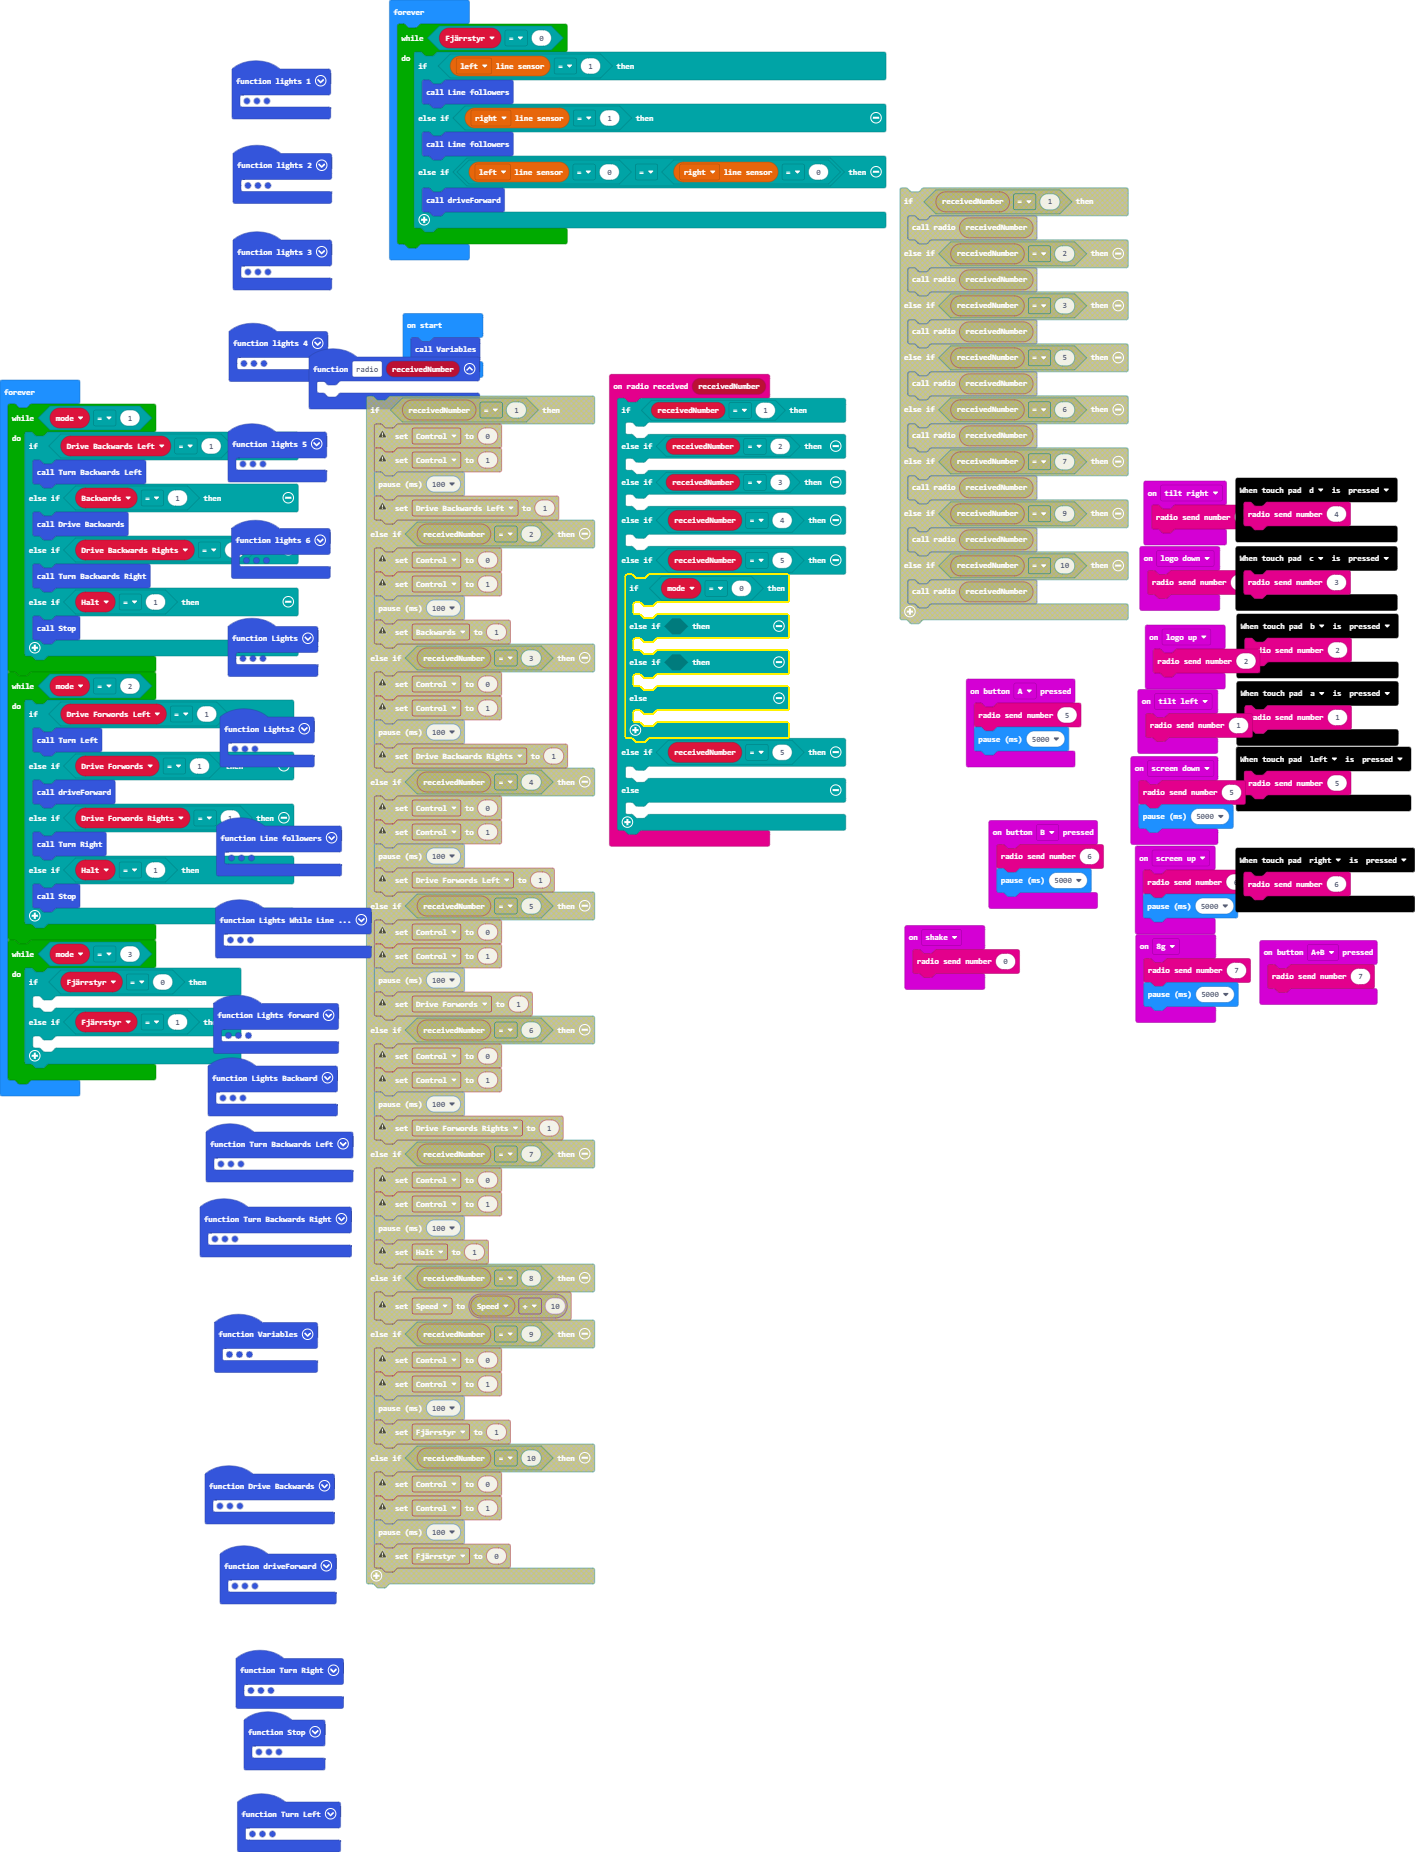 forever
while Fjärrstyr = 0
do
if left line sensor = 1 then
call Line followers
else if right line sensor = 1 then
call Line followers
else if left line sensor = 0 = right line sensor = 0 then
call driveForward
function lights 1
function lights 2
function lights 3
function lights 4
on start
call Variables
function radio receivedNumber
forever
while mode = 1
do
if Drive Backwards Left = 1
call Turn Backwards Left
else if Backwards = 1 then
call Drive Backwards
else if Drive Backwards Rights =
call Turn Backwards Right
else if Halt = 1 then
call Stop
while mode = 2
do
if Drive Forwords Left = 1
call Turn Left
else if Drive Forwords = 1
call driveForward
else if Drive Forwords Rights = then
call Turn Right
else if Halt = 1 then
call Stop
while mode = 3
do
if Fjärrstyr = 0 then
else if Fjärrstyr = 1
function lights 5
function lights 6
function Lights
function Lights2
function Line followers
function Lights While Line ...
function Lights forward
function Lights Backward
function Turn Backwards Left
function Turn Backwards Right
function Variables
function Drive Backwards
function driveForward
function Turn Right
function Stop
function Turn Left
if receivedNumber = 1 then
set Control to 0
set Control to 1
pause (ms) 100
set Drive Backwards Left to 1
else if receivedNumber = 2 then
set Control to 0
set Control to 1
pause (ms) 100
set Backwards to 1
else if receivedNumber = 3 then
set Control to 0
set Control to 1
pause (ms) 100
set Drive Backwards Rights to 1
else if receivedNumber = 4 then
set Control to 0
set Control to 1
pause (ms) 100
set Drive Forwords Left to 1
else if receivedNumber = 5 then
set Control to 0
set Control to 1
pause (ms) 100
set Drive Forwords to 1
else if receivedNumber = 6 then
set Control to 0
set Control to 1
pause (ms) 100
set Drive Forwords Rights to 1
else if receivedNumber = 7 then
set Control to 0
set Control to 1
pause (ms) 100
set Halt to 1
else if receivedNumber = 8 then
set Speed to Speed + 10
else if receivedNumber = 9 then
set Control to 0
set Control to 1
pause (ms) 100
set Fjärrstyr to 1
else if receivedNumber = 10 then
set Control to 0
set Control to 1
pause (ms) 100
set Fjärrstyr to 0
on radio received receivedNumber
if receivedNumber = 1 then
else if receivedNumber = 2 then
else if receivedNumber = 3 then
else if receivedNumber = 4 then
else if receivedNumber = 5 then
if mode = 0 then
else if then
else if then
else
else if receivedNumber = 5 then
else
if receivedNumber = 1 then
call radio receivedNumber
else if receivedNumber = 2 then
call radio receivedNumber
else if receivedNumber = 3 then
call radio receivedNumber
else if receivedNumber = 5 then
call radio receivedNumber
else if receivedNumber = 6 then
call radio receivedNumber
else if receivedNumber = 7 then
call radio receivedNumber
else if receivedNumber = 9 then
call radio receivedNumber
else if receivedNumber = 10 then
call radio receivedNumber
on button A pressed
radio send number 5
pause (ms) 5000
on button B pressed
radio send number 6
pause (ms) 5000
on shake
radio send number 0
on tilt right
radio send number
on logo down
radio send number
on logo up
radio send number 2
on tilt left
radio send number 1
on screen down
radio send number 5
pause (ms) 5000
on screen up
radio send number
pause (ms) 5000
on 8g
radio send number 7
pause (ms) 5000
When touch pad d is pressed
radio send number 4
When touch pad c is pressed
radio send number 3
When touch pad b is pressed
send number 2
When touch pad a is pressed
send number 1
When touch pad left is pressed
radio send number 5
When touch pad right is pressed
radio send number 6
on button A+B pressed
radio send number 7